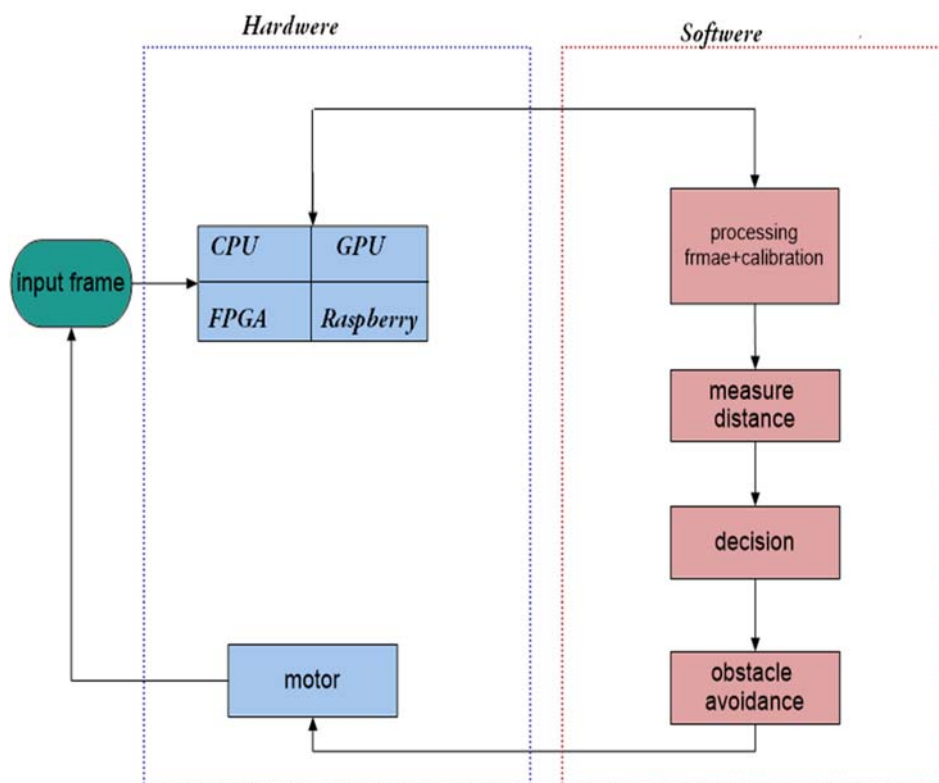 Hardwere
Softwere
CPU
GPU
processing
frmae+calibration
input frame
FPGA
Raspberry
measure
distance
decision
motor
obstacle
avoidance